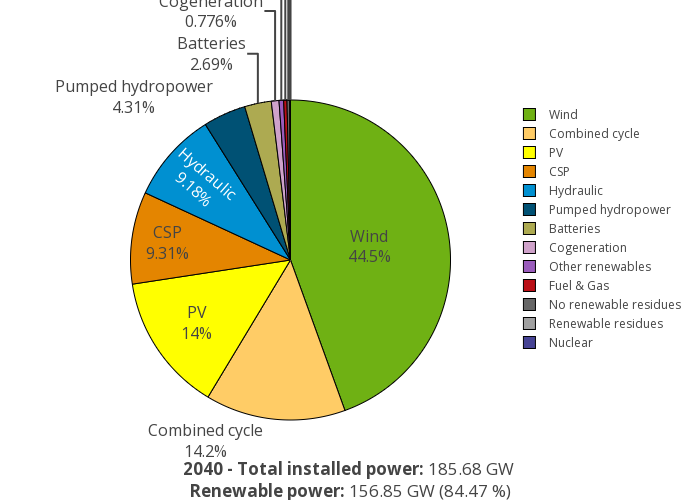 Cogeneration
0.776%
Batteries
2.69%
Pumped hydropower
4.31%
Hydraulic
9.18%
CSP
9.31%
PV
14%
Combined cycle
14.2%
Wind
44.5%
Wind
Combined cycle
PV
CSP
Hydraulic
Pumped hydropower
Batteries
Cogeneration
Other renewables
Fuel & Gas
No renewable residues
Renewable residues
Nuclear
2040 - Total installed power: 185.68 GW
Renewable power: 156.85 GW (84.47 %)